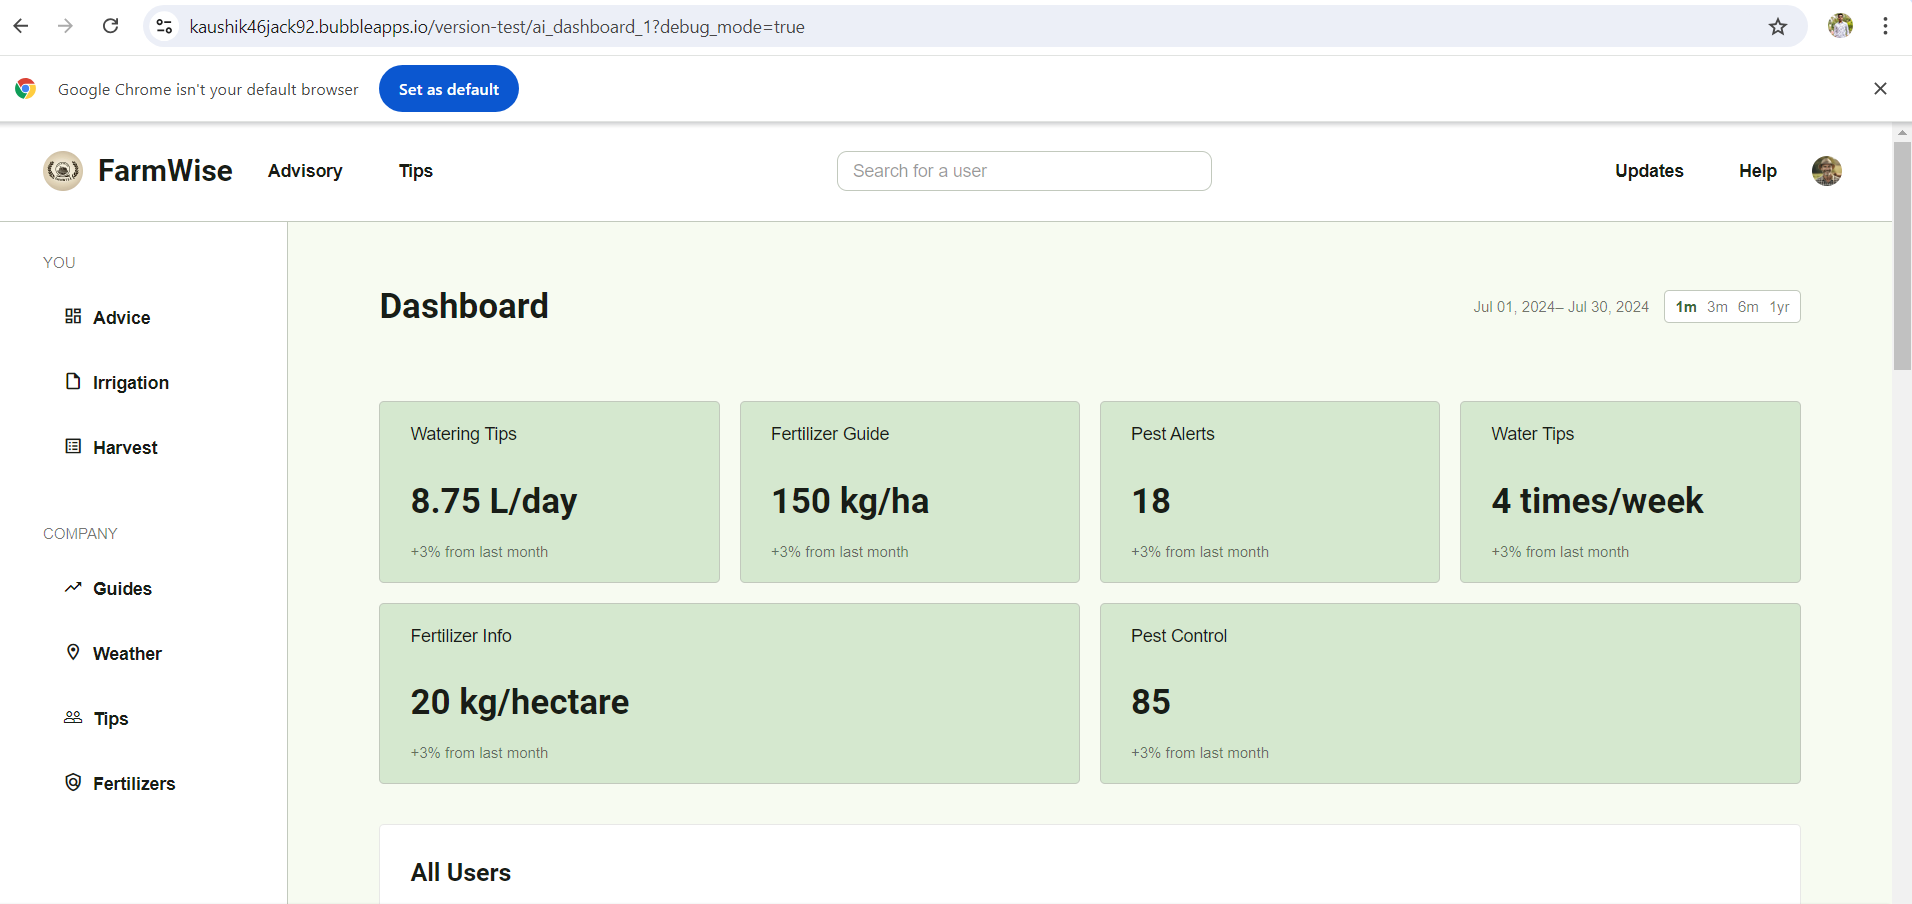 kaushik46jack92.bubbleapps.io/version-test/ai_dashboard_1?debug_mode=true
Google Chrome isn't your default browser
Set as default
FarmWise
Advisory
Tips
Search for a user
Updates
Help
YOU
Advice
Irrigation
Harvest
COMPANY
Guides
Weather
Tips
Fertilizers
Dashboard
Jul 01, 2024– Jul 30, 2024
1m 3m 6m 1yr
Watering Tips
8.75 L/day
+3% from last month
Fertilizer Guide
150 kg/ha
+3% from last month
Pest Alerts
18
+3% from last month
Water Tips
4 times/week
+3% from last month
Fertilizer Info
20 kg/hectare
+3% from last month
Pest Control
85
+3% from last month
All Users